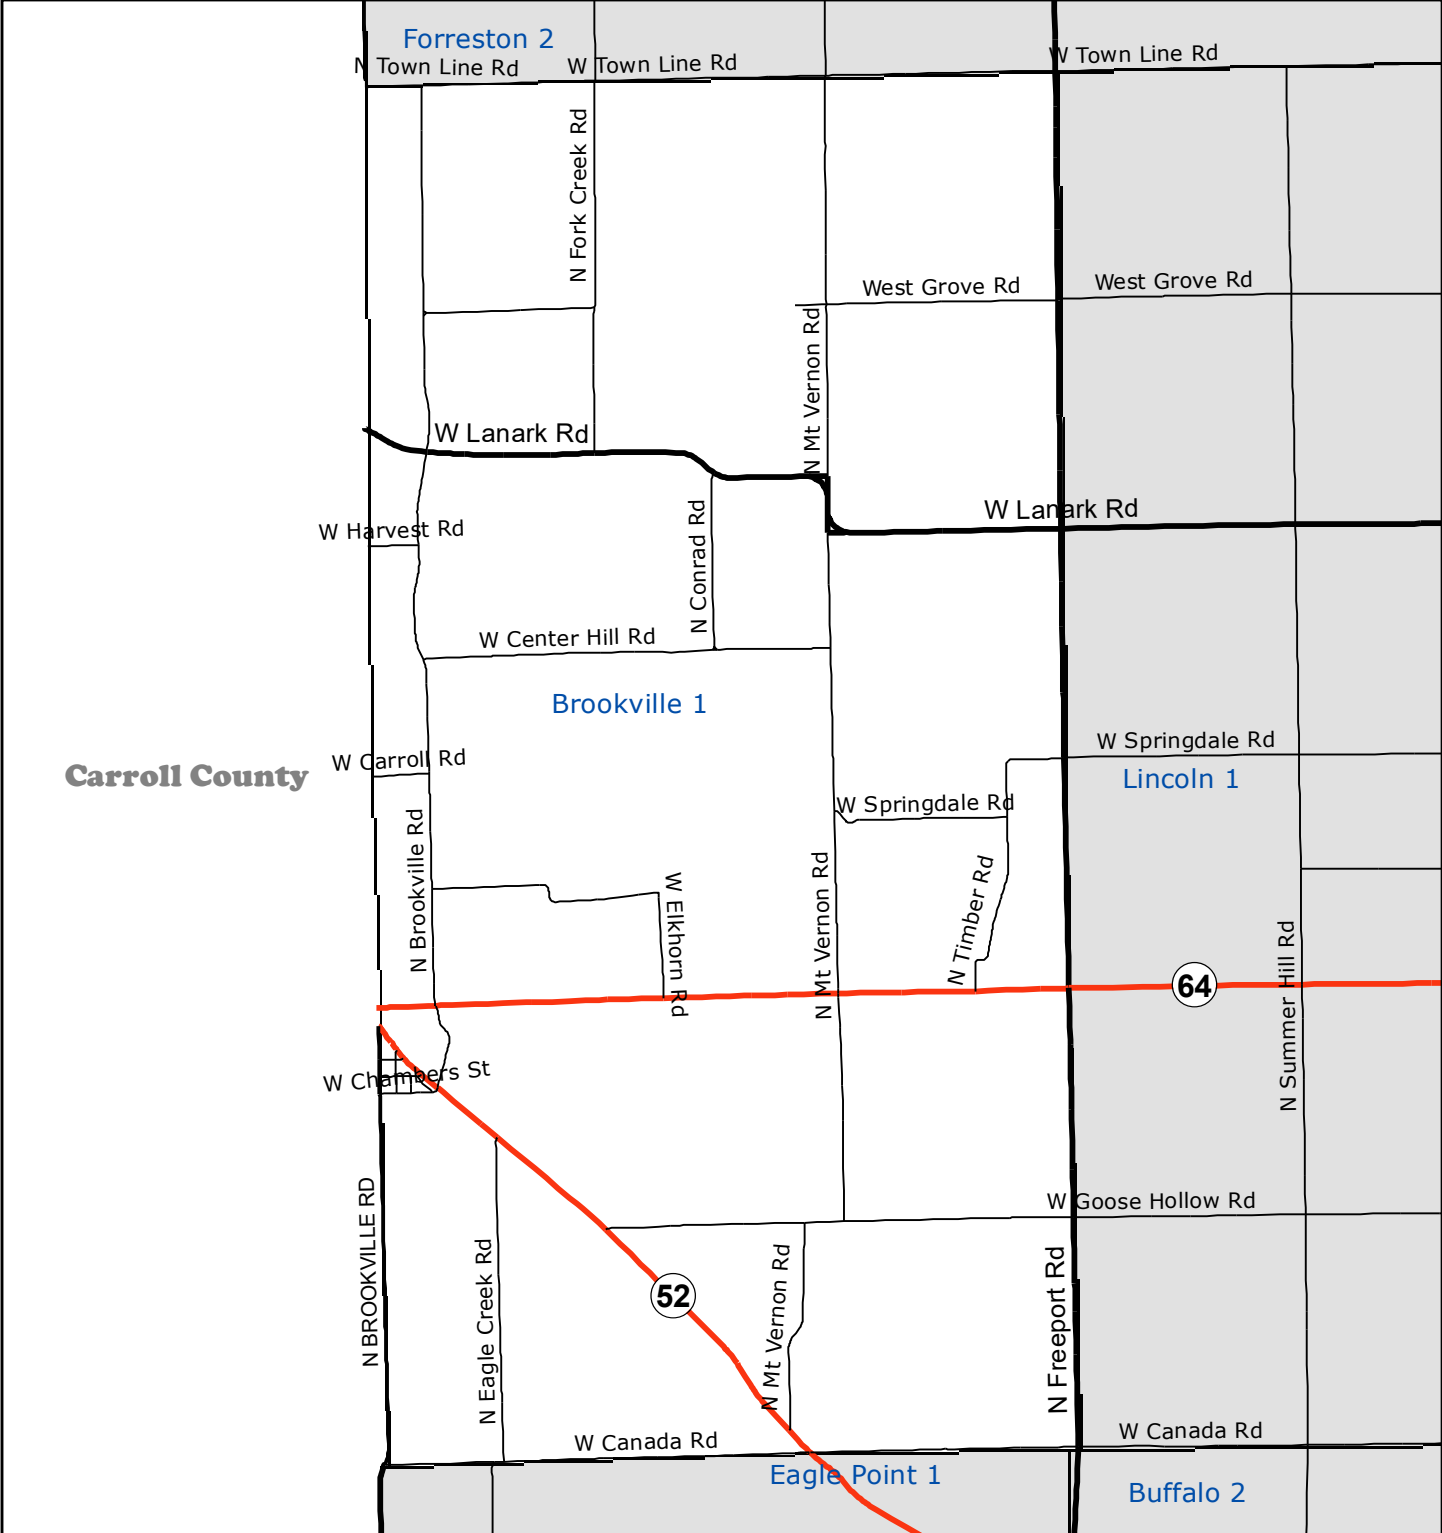 Forreston 2
N Town Line Rd
W Town Line Rd
W Town Line Rd
N Fork Creek Rd
West Grove Rd
West Grove Rd
N Mt Vernon Rd
W Lanark Rd
W Lanark Rd
W Harvest Rd
N Conrad Rd
W Center Hill Rd
Brookville 1
W Springdale Rd
W Carroll Rd
Carroll County
Lincoln 1
W Springdale Rd
N Brookville Rd
N Mt Vernon Rd
N Timber Rd
W Elkhorn Rd
N Summer Hill Rd
64
W Chambers St
N BROOKVILLE RD
W Goose Hollow Rd
N Eagle Creek Rd
52
N Mt Vernon Rd
N Freeport Rd
W Canada Rd
W Canada Rd
Eagle Point 1
Buffalo 2